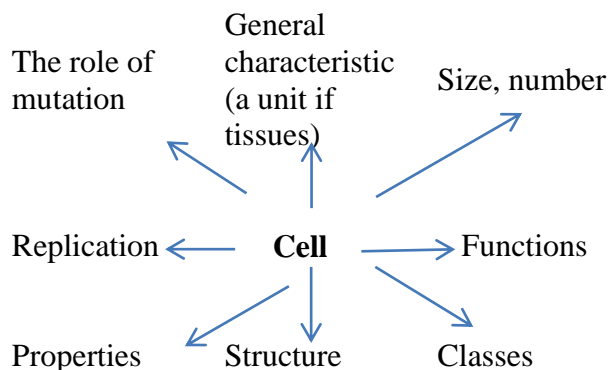 The role of
mutation
General
characteristic
(a unit if
tissues)
Size, number
Replication
Cell
Functions
Properties
Structure
Classes